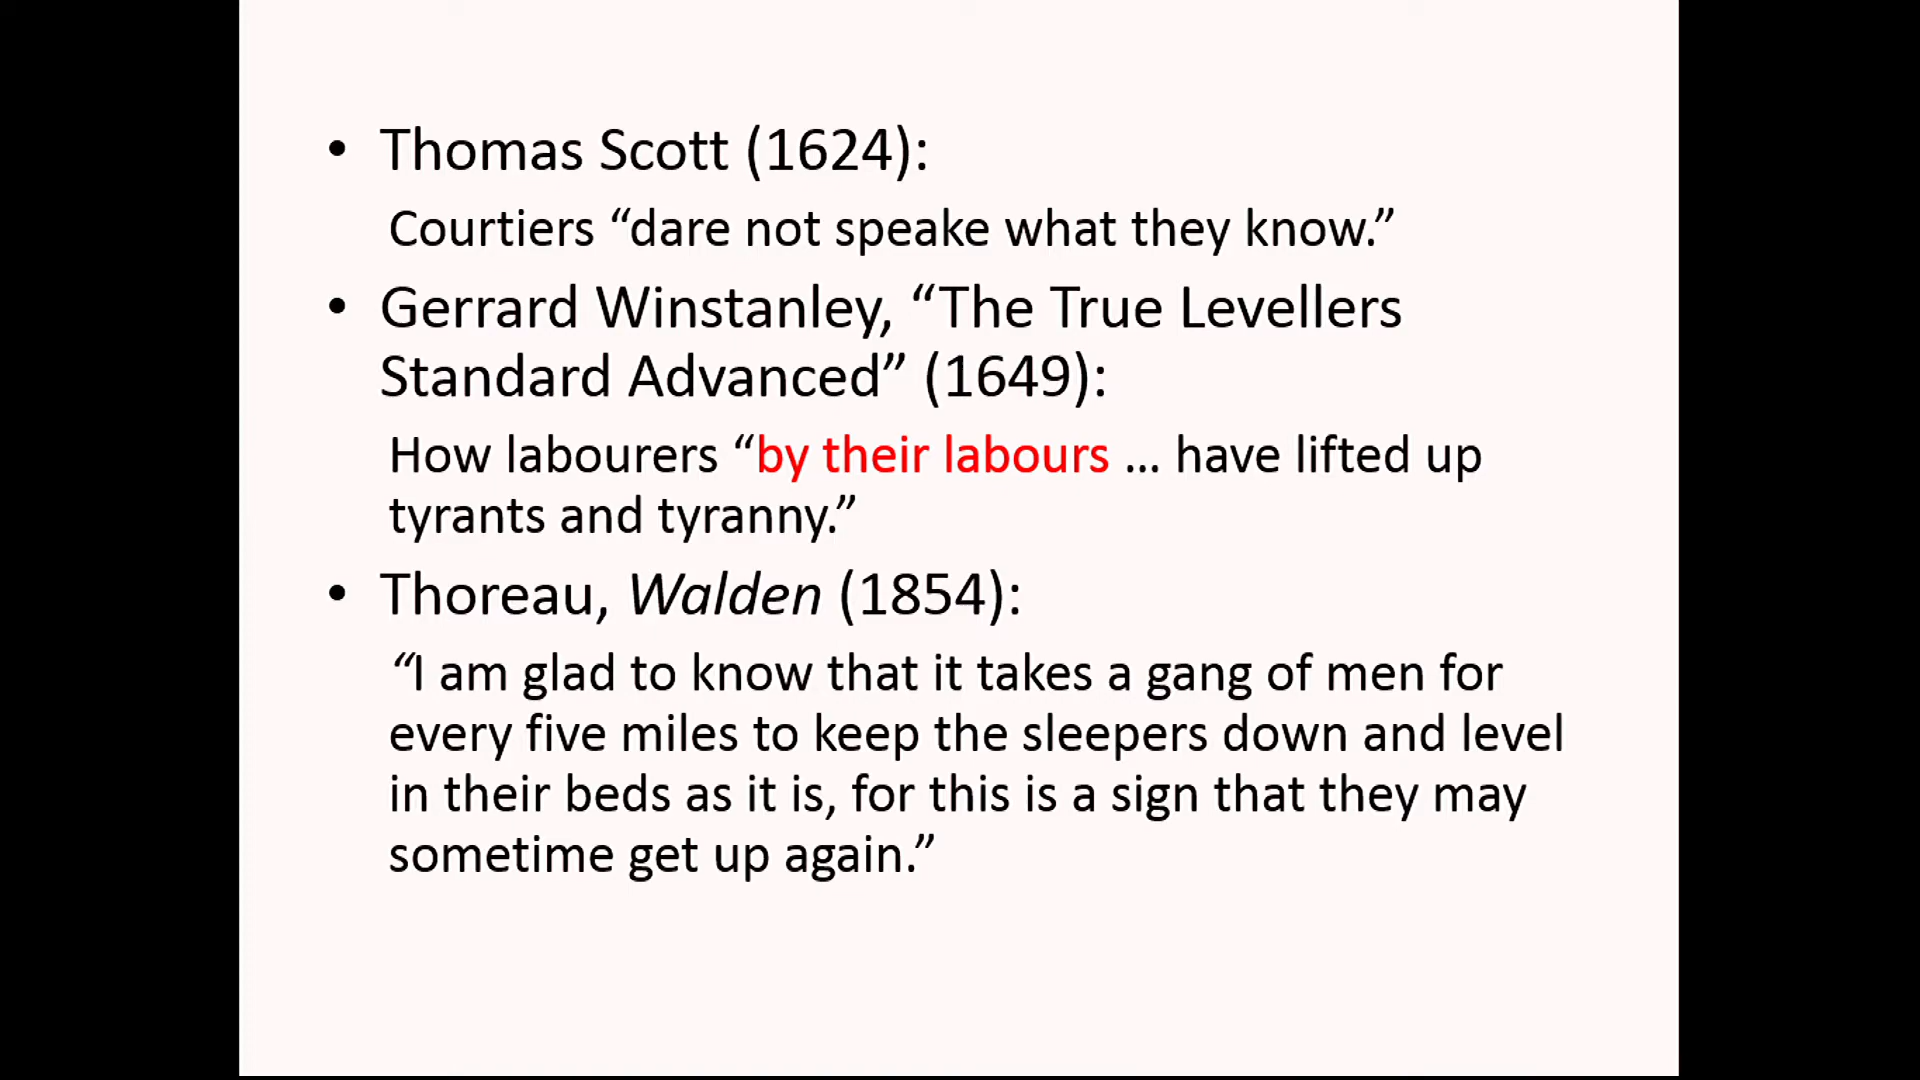 • Thomas Scott (1624):
Courtiers “dare not speake what they know.”
• Gerrard Winstanley, “The True Levellers
Standard Advanced” (1649):
How labourers “by their labours … have lifted up
tyrants and tyranny.”
• Thoreau, Walden (1854):
“I am glad to know that it takes a gang of men for
every five miles to keep the sleepers down and level
in their beds as it is, for this is a sign that they may
sometime get up again.”